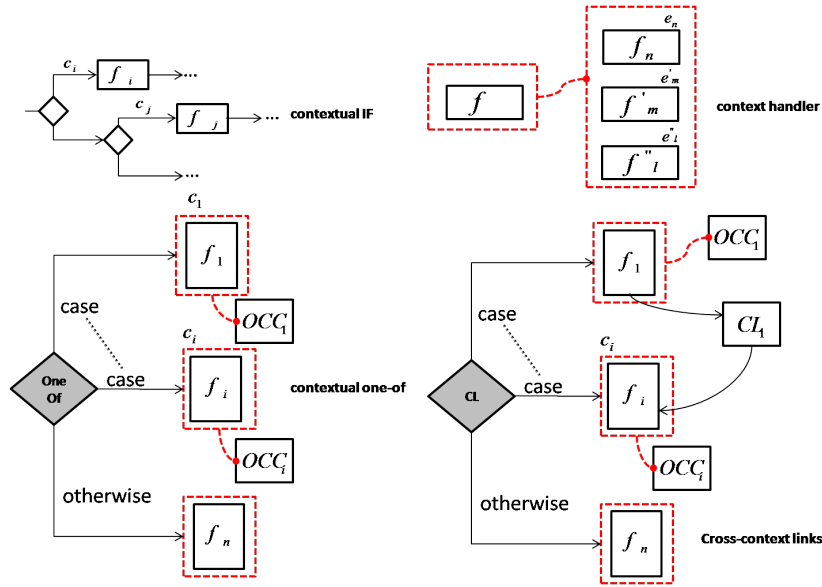 c_i
f_i
...
c_j
f_j
...
contextual IF
...
f
e_n
f_n
e'_m
f'_m
e"_l
f"_l
context handler
c_1
f_1
OCC_1
case
c_i
One
Of
case
f_i
contextual one-of
OCC_i
otherwise
f_n
f_1
OCC_1
CL_1
case
c_i
CL
case
f_i
OCC_i
otherwise
f_n
Cross-context links